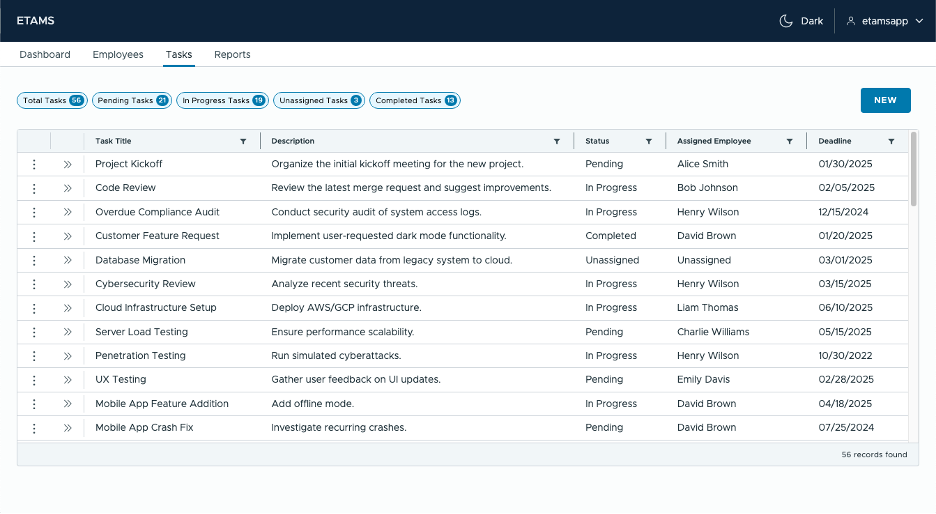 ETAMS Dark etamsapp
Dashboard Employees Tasks Reports
Total Tasks 56 Pending Tasks 21 In Progress Tasks 19 Unassigned Tasks 3 Completed Tasks 13 NEW
Task Title Description Status Assigned Employee Deadline
Project Kickoff Organize the initial kickoff meeting for the new project. Pending Alice Smith 01/30/2025
Code Review Review the latest merge request and suggest improvements. In Progress Bob Johnson 02/05/2025
Overdue Compliance Audit Conduct security audit of system access logs. In Progress Henry Wilson 12/15/2024
Customer Feature Request Implement user-requested dark mode functionality. Completed David Brown 01/20/2025
Database Migration Migrate customer data from legacy system to cloud. Unassigned Unassigned 03/01/2025
Cybersecurity Review Analyze recent security threats. In Progress Henry Wilson 03/15/2025
Cloud Infrastructure Setup Deploy AWS/GCP infrastructure. In Progress Liam Thomas 06/10/2025
Server Load Testing Ensure performance scalability. Pending Charlie Williams 05/15/2025
Penetration Testing Run simulated cyberattacks. In Progress Henry Wilson 10/30/2022
UX Testing Gather user feedback on UI updates. Pending Emily Davis 02/28/2025
Mobile App Feature Addition Add offline mode. In Progress David Brown 04/18/2025
Mobile App Crash Fix Investigate recurring crashes. Pending David Brown 07/25/2024
56 records found